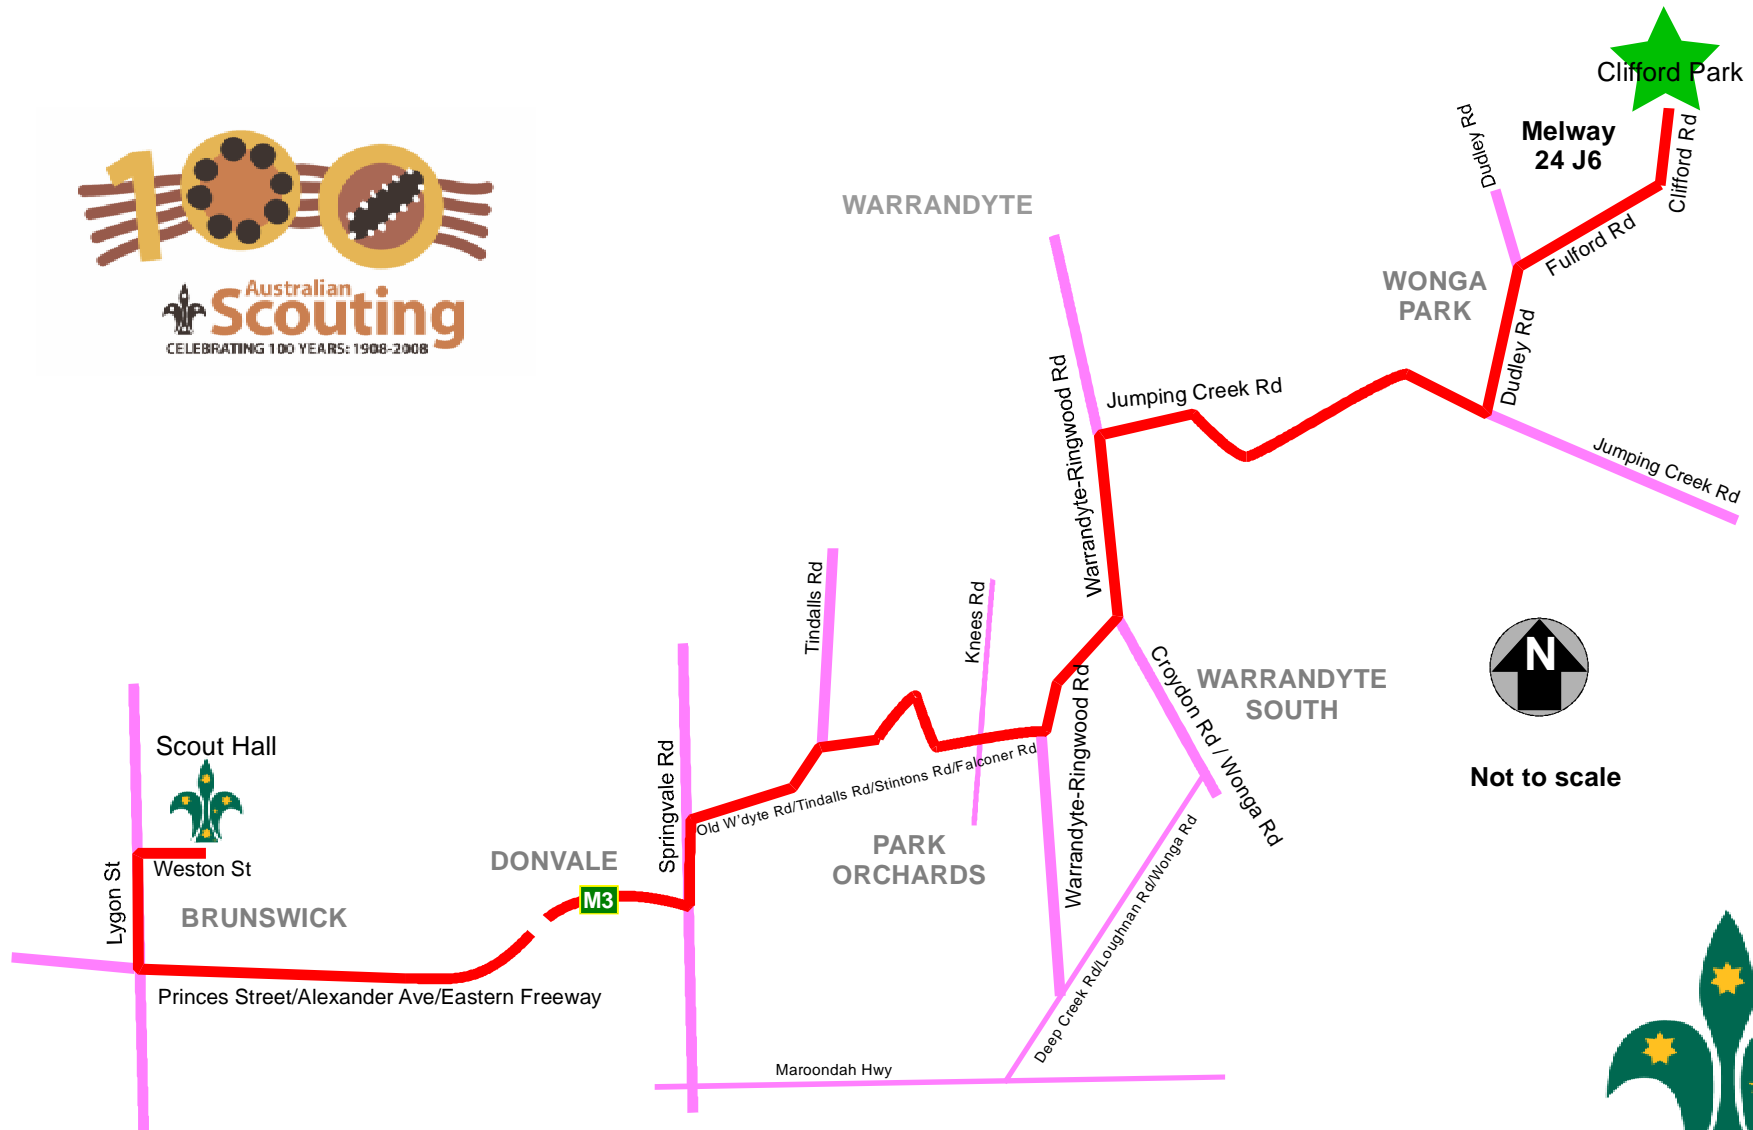 100
Australian
Scouting
CELEBRATING 100 YEARS: 1908-2008
Clifford Park
Melway
24 J6
Dudley Rd
Clifford Rd
Fulford Rd
WARRANDYTE
WONGA
PARK
Dudley Rd
Jumping Creek Rd
Warrandyte-Ringwood Rd
Jumping Creek Rd
Tindalls Rd
Knees Rd
N
Not to scale
WARRANDYTE
SOUTH
Croydon Rd / Wonga Rd
Warrandyte-Ringwood Rd
Scout Hall
Springvale Rd
Old W'dyte Rd/Tindalls Rd/Stintons Rd/Falconer Rd
PARK
ORCHARDS
DONVALE
M3
Weston St
Lygon St
BRUNSWICK
Princes Street/Alexander Ave/Eastern Freeway
Deep Creek Rd/Loughnan Rd/Wonga Rd
Maroondah Hwy